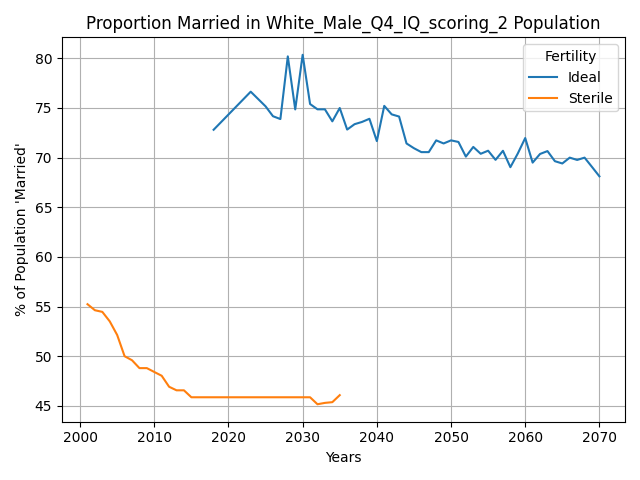 Proportion Married in White_Male_Q4_IQ_scoring_2 Population
Fertility
Ideal
Sterile
% of Population 'Married'
80
75
70
65
60
55
50
45
2000 2010 2020 2030 2040 2050 2060 2070
Years